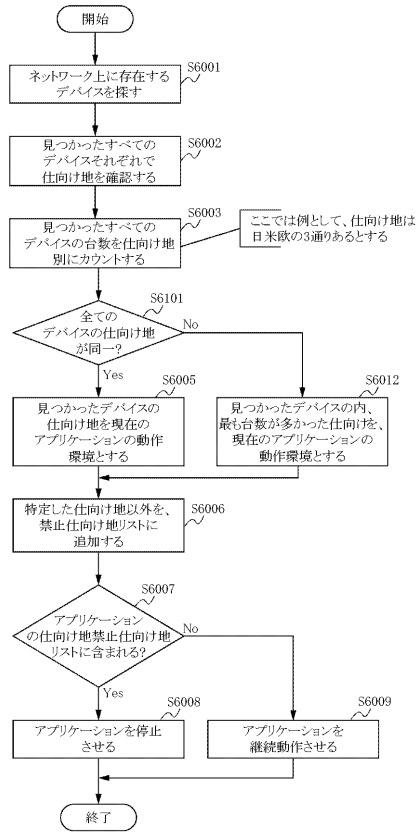 開始
S6001
ネットワーク上に存在する
デバイスを探す
S6002
見つかったすべての
デバイスそれぞれで
仕向け地を確認する
S6003
見つかったすべての
デバイスの台数を仕向け地
別にカウントする
ここでは例として、仕向け地は
日米欧の3通りあるとする
S6101
全ての
デバイスの仕向け地
が同一?
No
Yes
S6005
見つかったデバイスの
仕向け地を現在の
アプリケーションの動作
環境とする
S6012
見つかったデバイスの内、
最も台数が多かった仕向けを、
現在のアプリケーションの
動作環境とする
S6006
特定した仕向け地以外を、
禁止仕向け地リストに
追加する
S6007
アプリケーション
の仕向け地禁止仕向け地
リストに含まれる?
No
Yes
S6008
アプリケーションを停止
させる
S6009
アプリケーションを
継続動作させる
終了